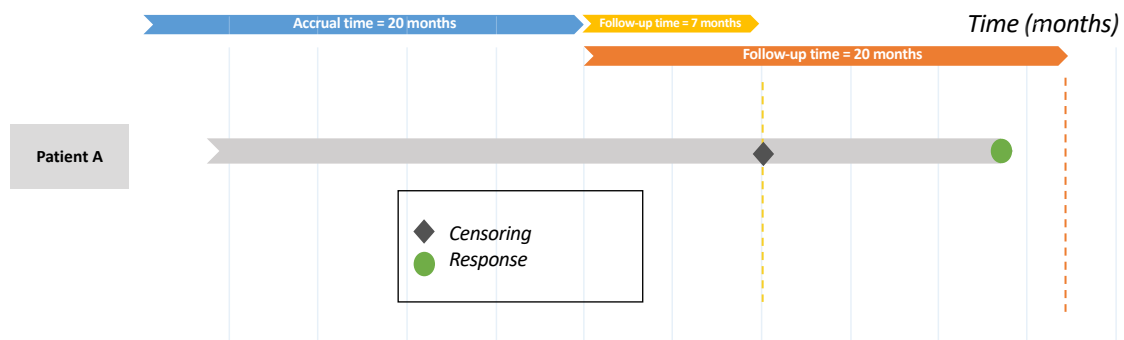 Accrual time = 20 months
Follow-up time = 7 months
Time (months)
Follow-up time = 20 months
Patient A
Censoring
Response